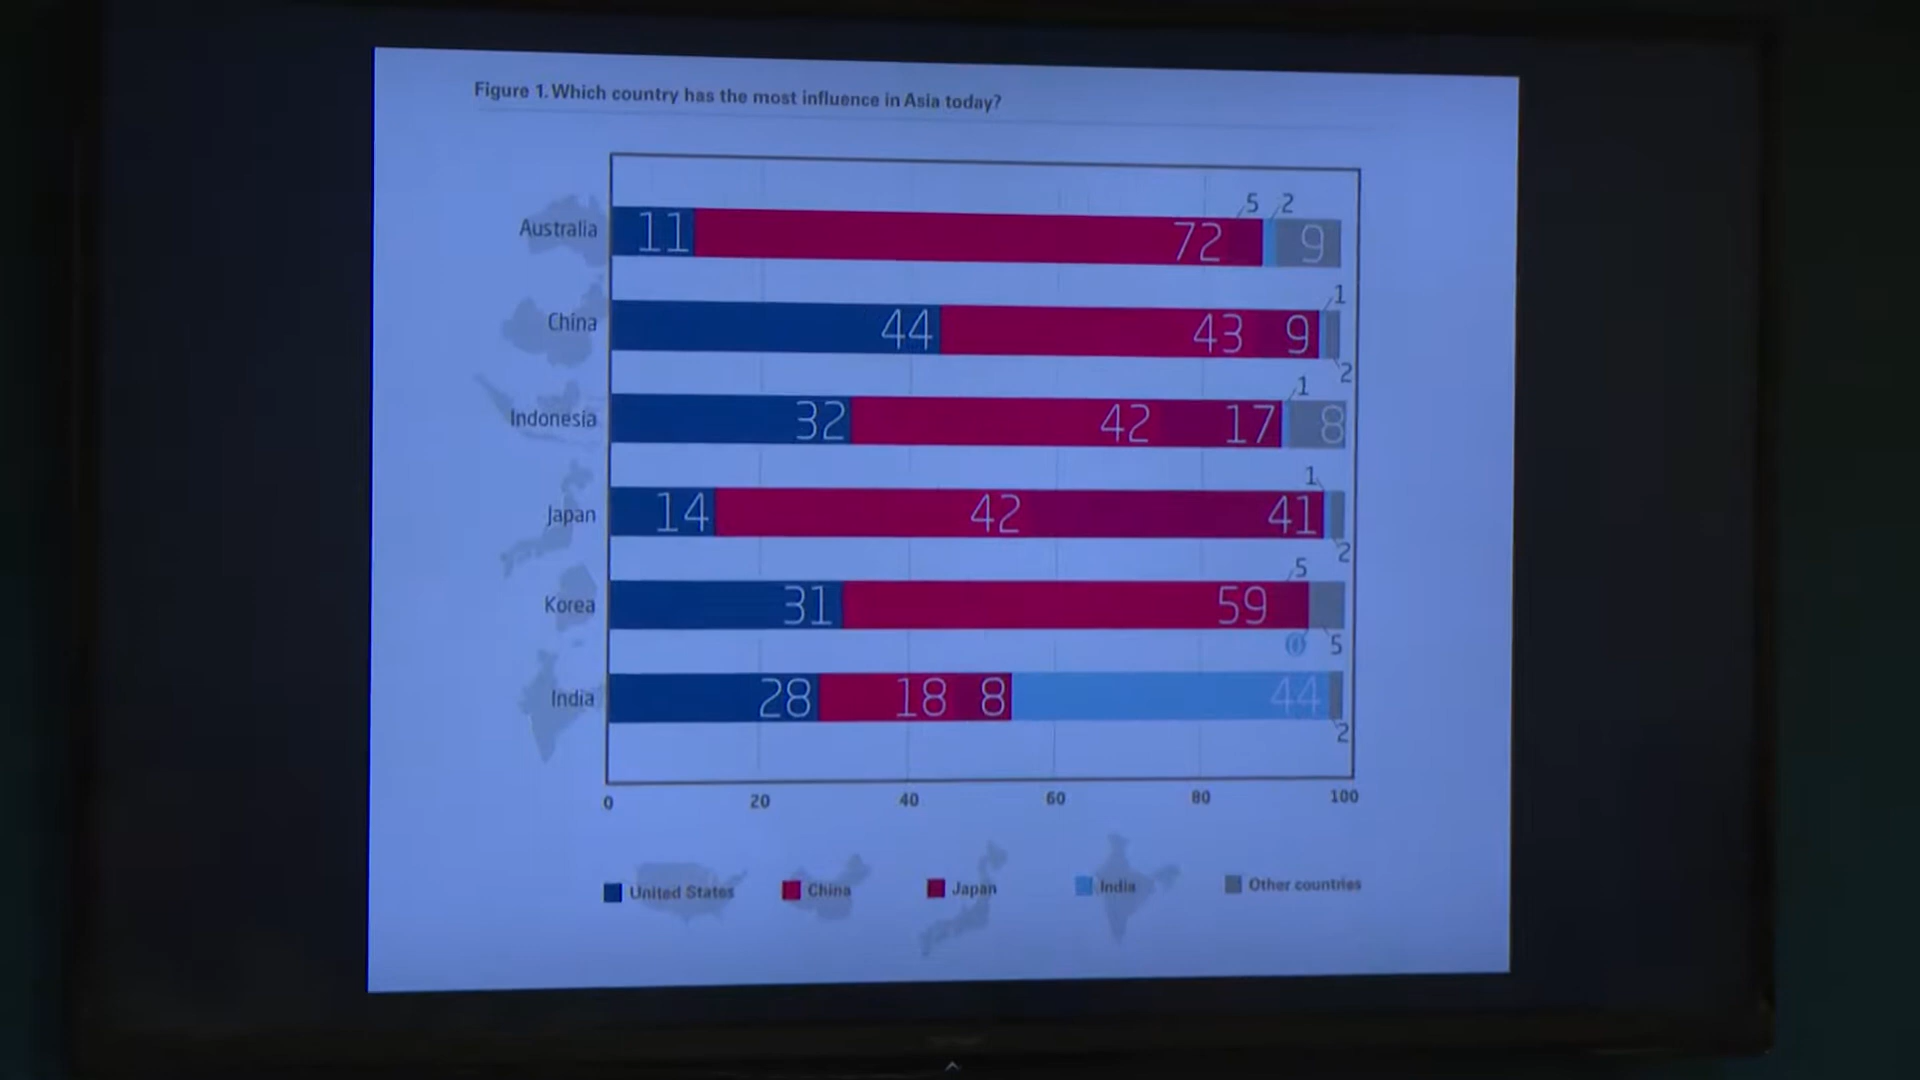 Figure 1. Which country has the most influence in Asia today?
5 2
Australia 11 72 9
1
China 44 43 9
2
1
Indonesia 32 42 17 8
1
Japan 14 42 41
2
5
Korea 31 59
0 5
India 28 18 8 44
2
0 20 40 60 80 100
United States China Japan India Other countries